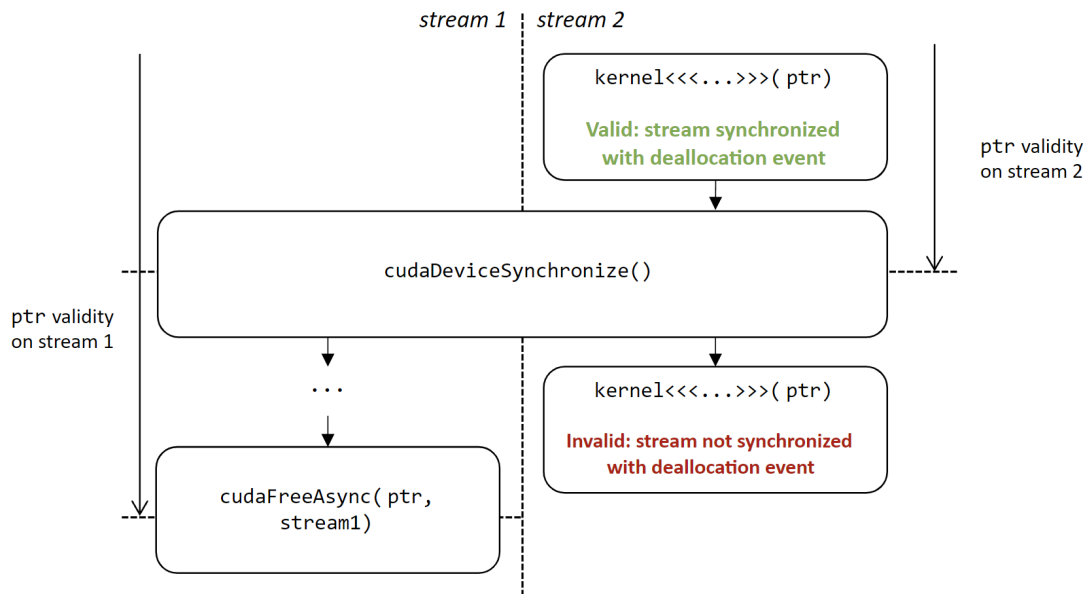 stream 1
stream 2
kernel<<<...>>>(ptr)
Valid: stream synchronized
with deallocation event
ptr validity
on stream 2
cudaDeviceSynchronize()
ptr validity
on stream 1
...
kernel<<<...>>>(ptr)
Invalid: stream not synchronized
with deallocation event
cudaFreeAsync(ptr,
stream1)